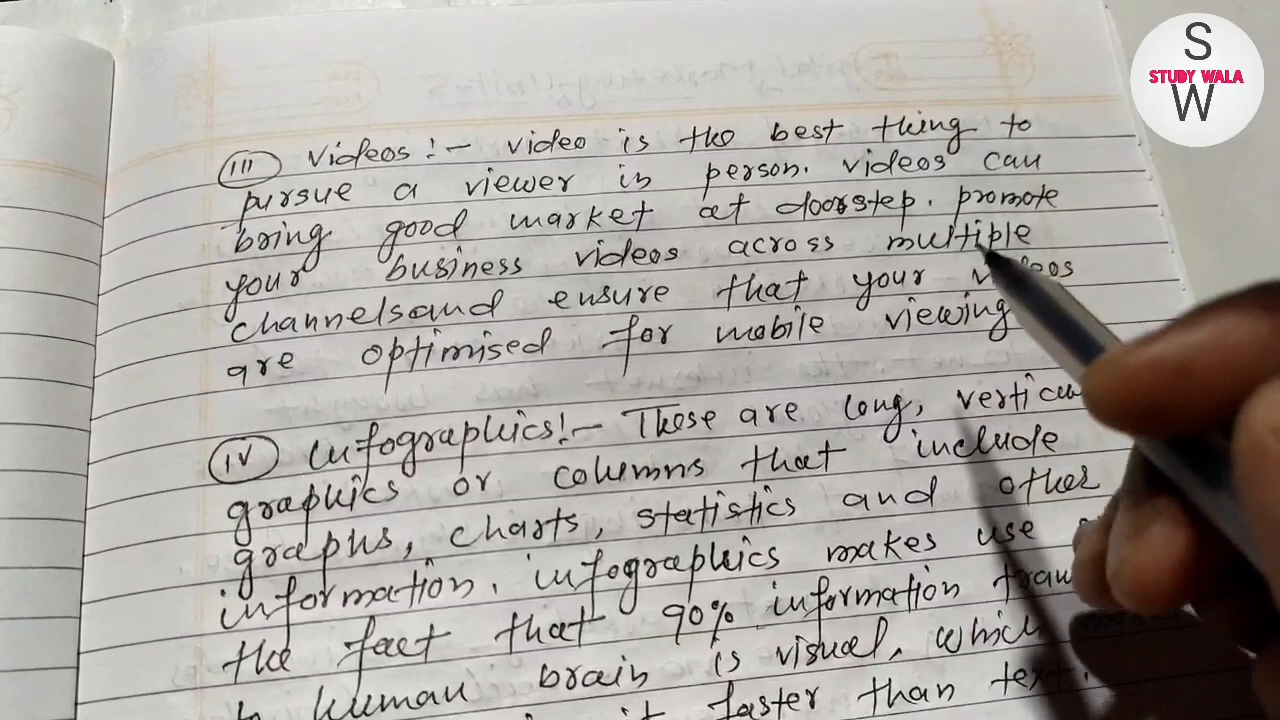 S
STUDY WALA
W
(III) Videos :- video is the best thing to
pursue a viewer in person. videos can
bring good market at doorstep. promote
your business videos across multiple
channelsand ensure that your videos
are optimised for mobile viewing
(IV) Infographics :- These are long, vertical
graphics or columns that include
graphs, charts, statistics and other
information. infographics makes use
the fact that 90% information
human brain is visual, which
it faster than text.